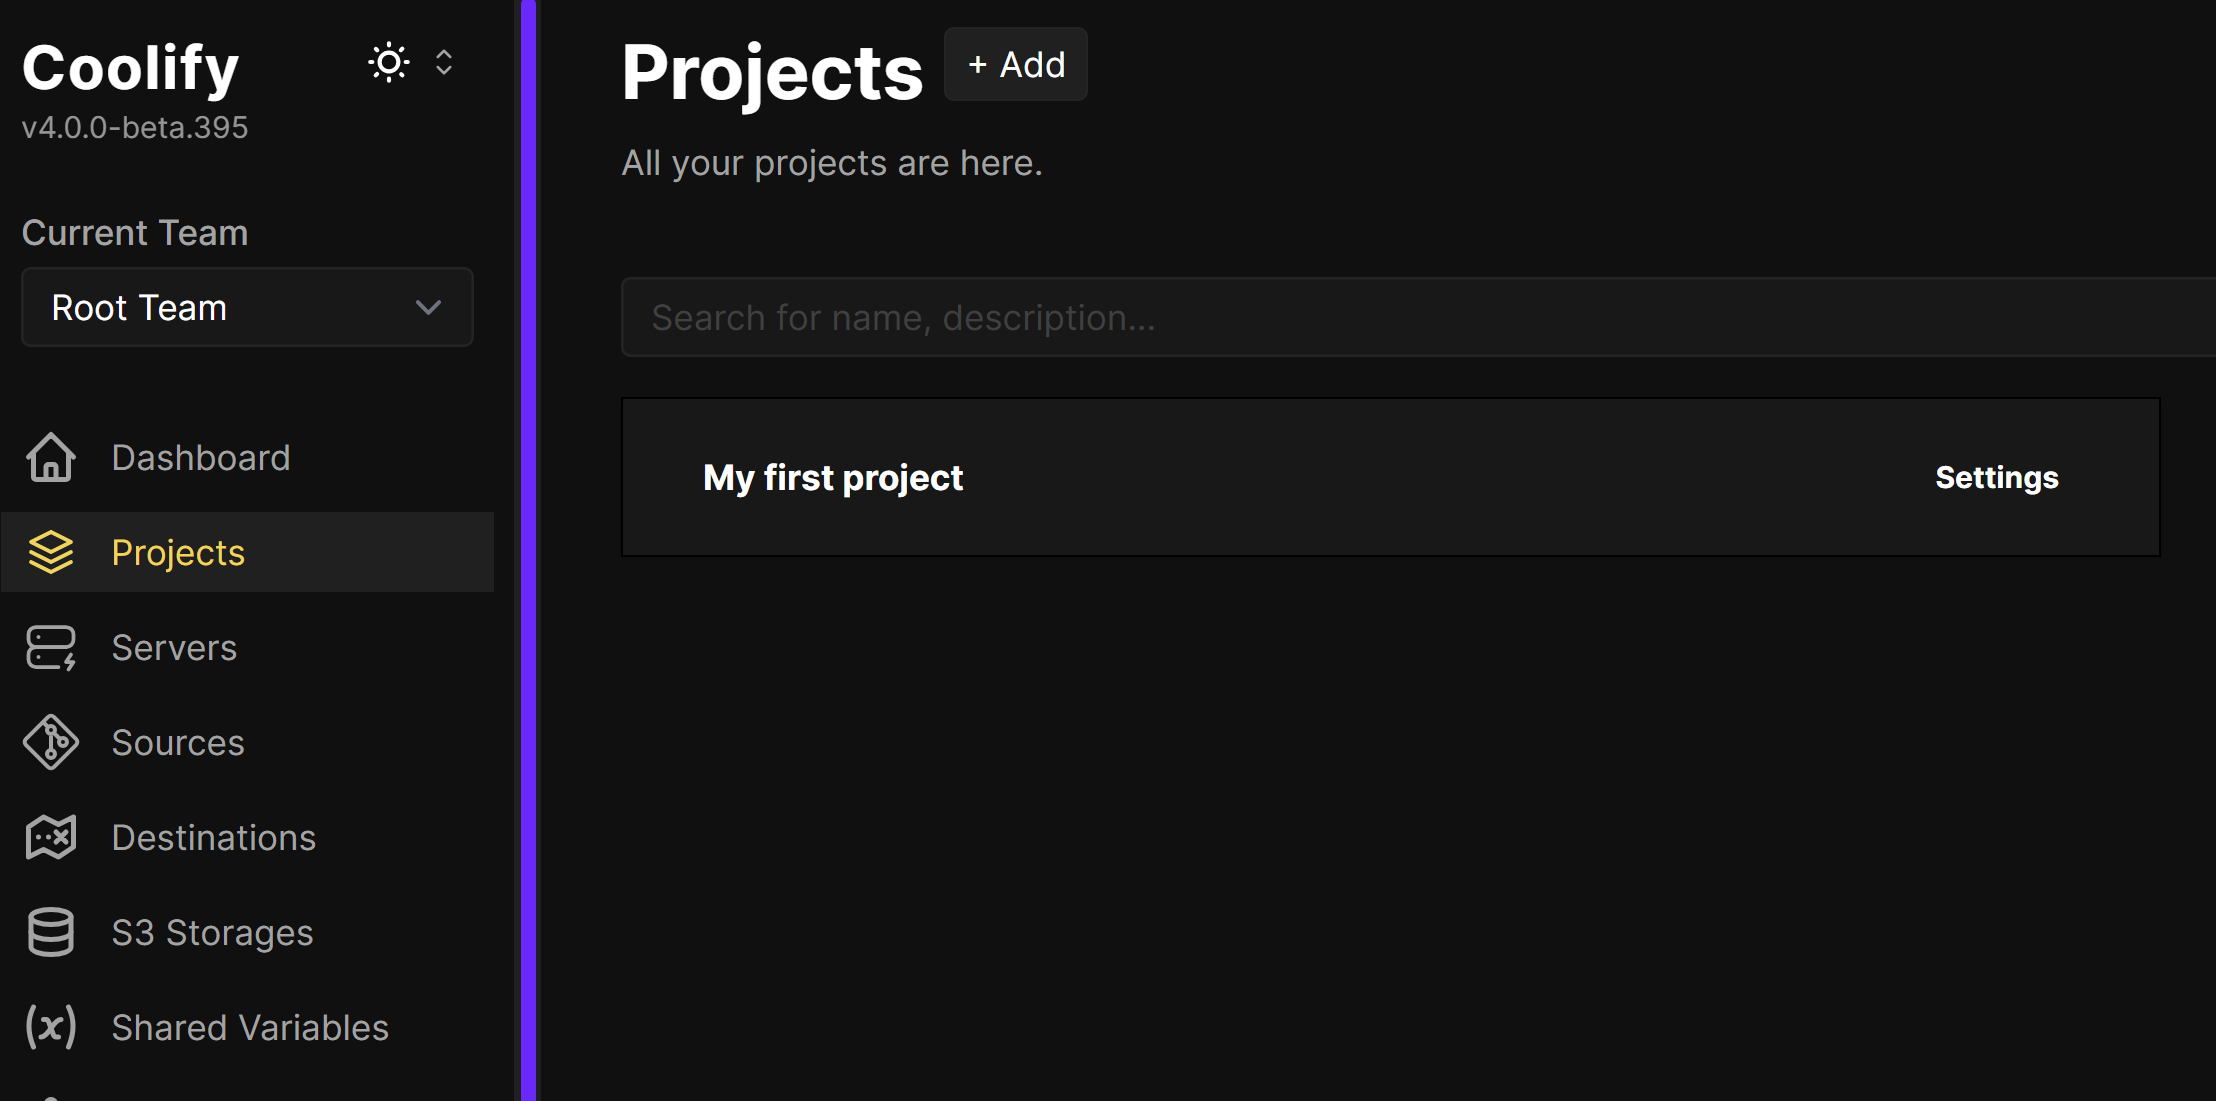 Coolify
v4.0.0-beta.395
Current Team
Root Team
Dashboard
Projects
Servers
Sources
Destinations
S3 Storages
Shared Variables
Projects
+ Add
All your projects are here.
Search for name, description...
My first project
Settings